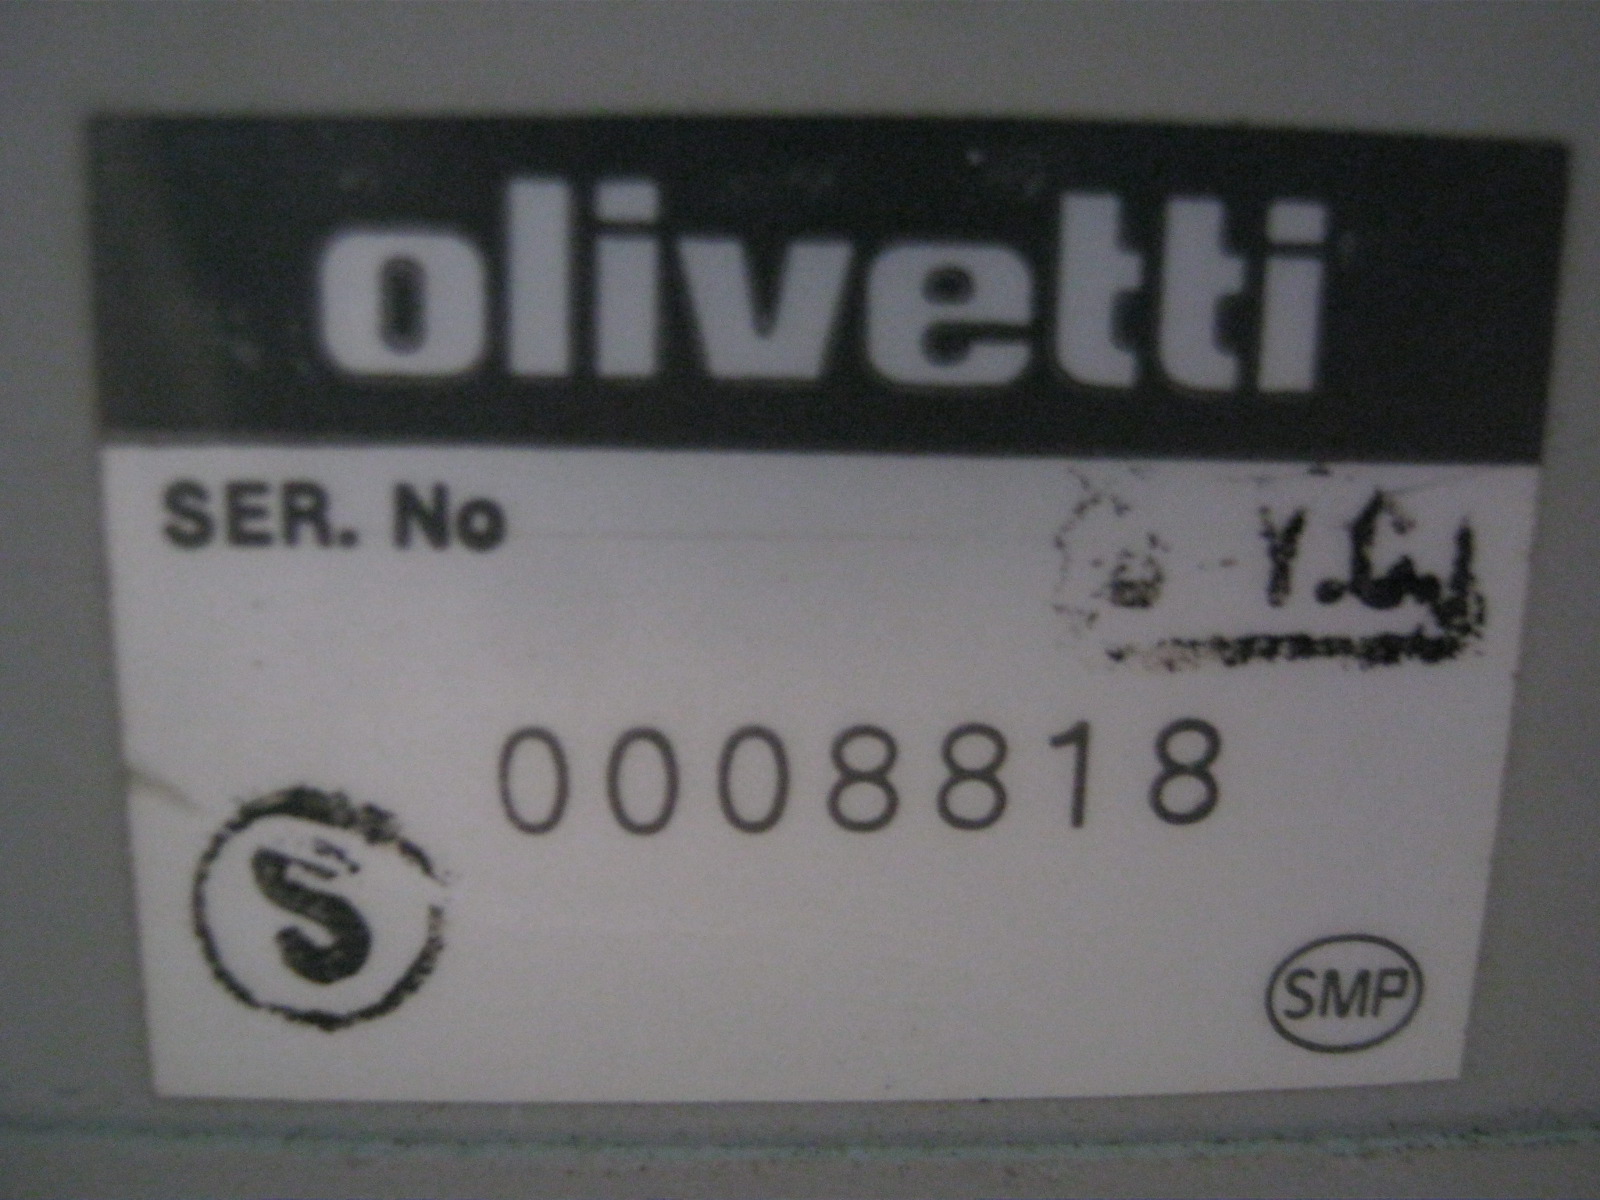 olivetti
SER. No
0008818
S
SMP